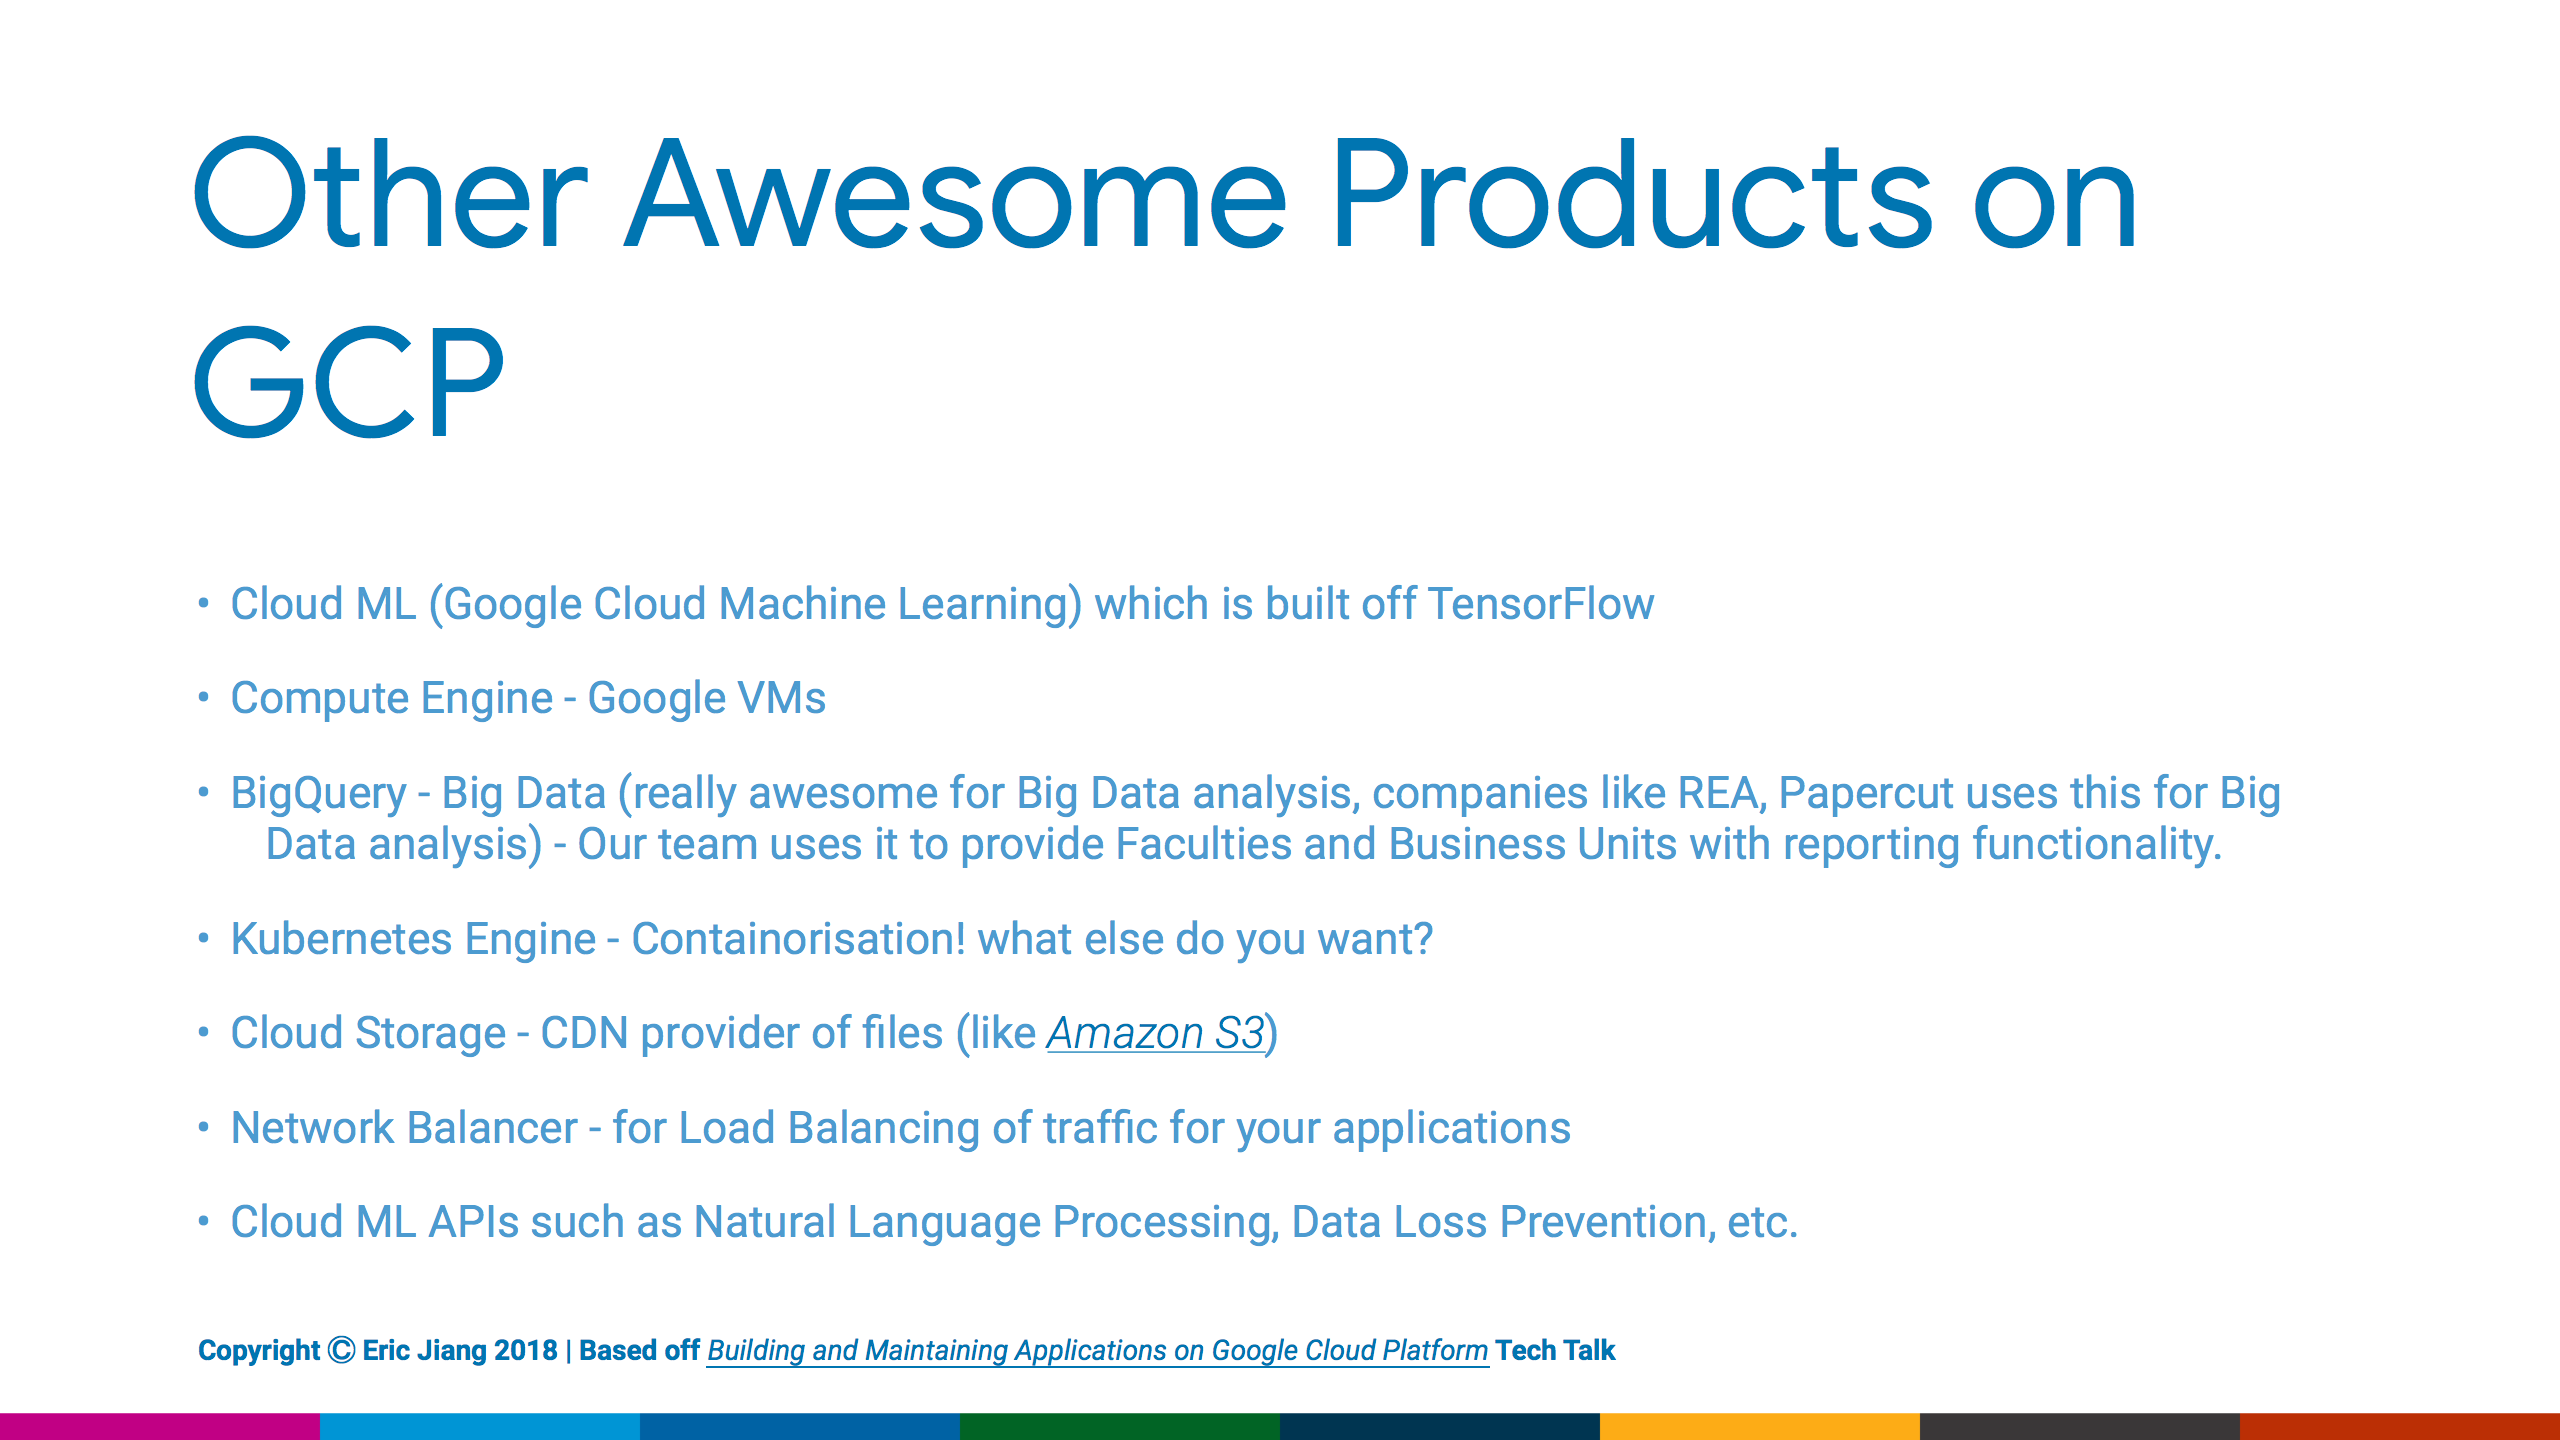 Other Awesome Products on
GCP
• Cloud ML (Google Cloud Machine Learning) which is built off TensorFlow
• Compute Engine - Google VMs
• BigQuery - Big Data (really awesome for Big Data analysis, companies like REA, Papercut uses this for Big
Data analysis) - Our team uses it to provide Faculties and Business Units with reporting functionality.
• Kubernetes Engine - Containorisation! what else do you want?
• Cloud Storage - CDN provider of files (like Amazon S3)
• Network Balancer - for Load Balancing of traffic for your applications
• Cloud ML APIs such as Natural Language Processing, Data Loss Prevention, etc.
Copyright © Eric Jiang 2018 | Based off Building and Maintaining Applications on Google Cloud Platform Tech Talk